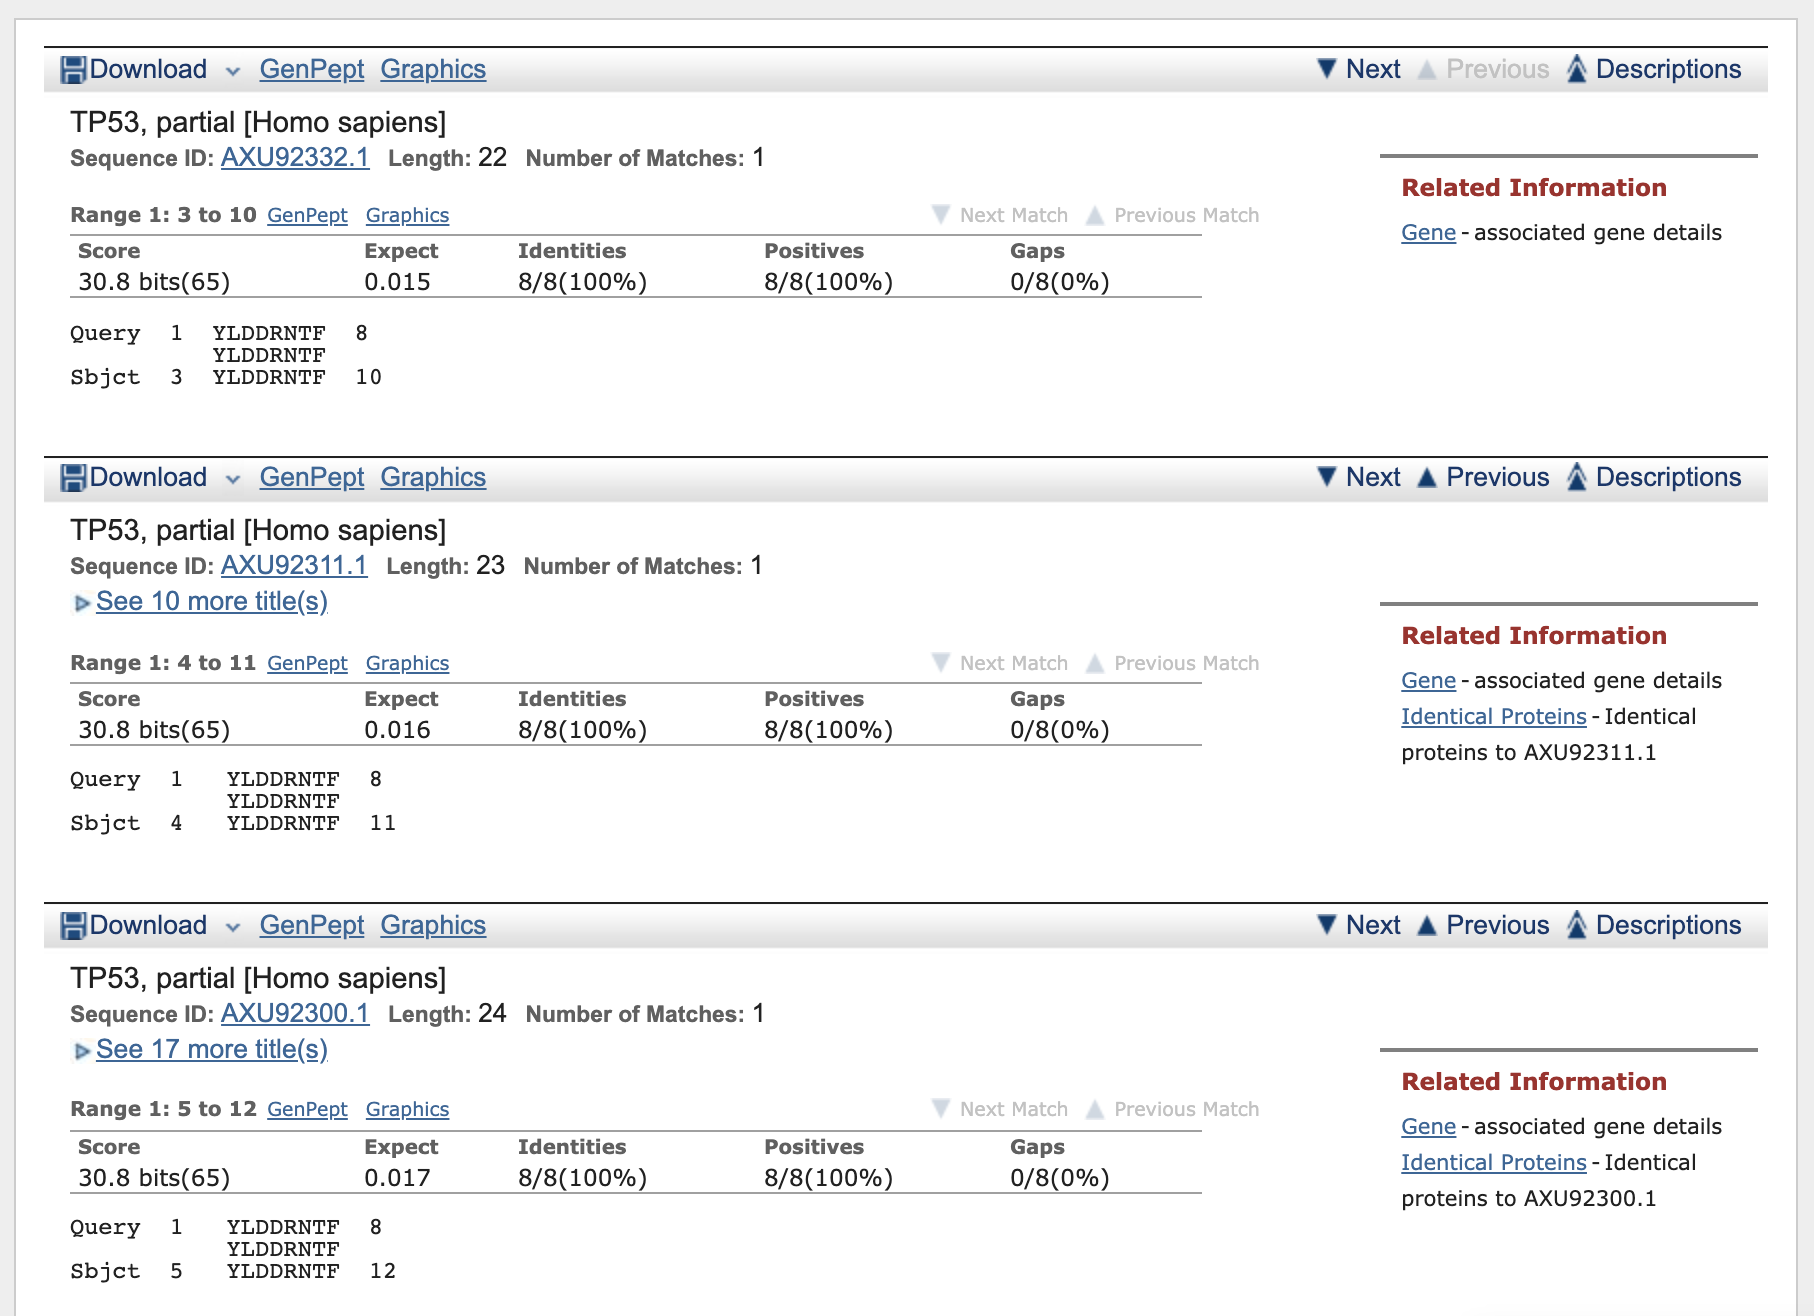 Download GenPept Graphics Next Previous Descriptions
TP53, partial [Homo sapiens]
Sequence ID: AXU92332.1 Length: 22 Number of Matches: 1
Related Information
Gene - associated gene details
Range 1: 3 to 10 GenPept Graphics Next Match Previous Match
Score Expect Identities Positives Gaps
30.8 bits(65) 0.015 8/8(100%) 8/8(100%) 0/8(0%)
Query 1 YLDDRNTF 8
YLDDRNTF
Sbjct 3 YLDDRNTF 10
Download GenPept Graphics Next Previous Descriptions
TP53, partial [Homo sapiens]
Sequence ID: AXU92311.1 Length: 23 Number of Matches: 1
See 10 more title(s)
Related Information
Gene - associated gene details
Identical Proteins - Identical
proteins to AXU92311.1
Range 1: 4 to 11 GenPept Graphics Next Match Previous Match
Score Expect Identities Positives Gaps
30.8 bits(65) 0.016 8/8(100%) 8/8(100%) 0/8(0%)
Query 1 YLDDRNTF 8
YLDDRNTF
Sbjct 4 YLDDRNTF 11
Download GenPept Graphics Next Previous Descriptions
TP53, partial [Homo sapiens]
Sequence ID: AXU92300.1 Length: 24 Number of Matches: 1
See 17 more title(s)
Related Information
Gene - associated gene details
Identical Proteins - Identical
proteins to AXU92300.1
Range 1: 5 to 12 GenPept Graphics Next Match Previous Match
Score Expect Identities Positives Gaps
30.8 bits(65) 0.017 8/8(100%) 8/8(100%) 0/8(0%)
Query 1 YLDDRNTF 8
YLDDRNTF
Sbjct 5 YLDDRNTF 12